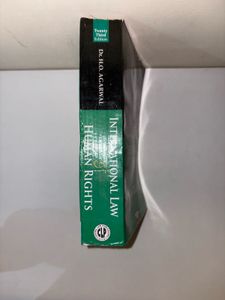 Twenty
Third
Edition
Dr. H.O. AGARWAL
INTERNATIONAL LAW
&
HUMAN RIGHTS